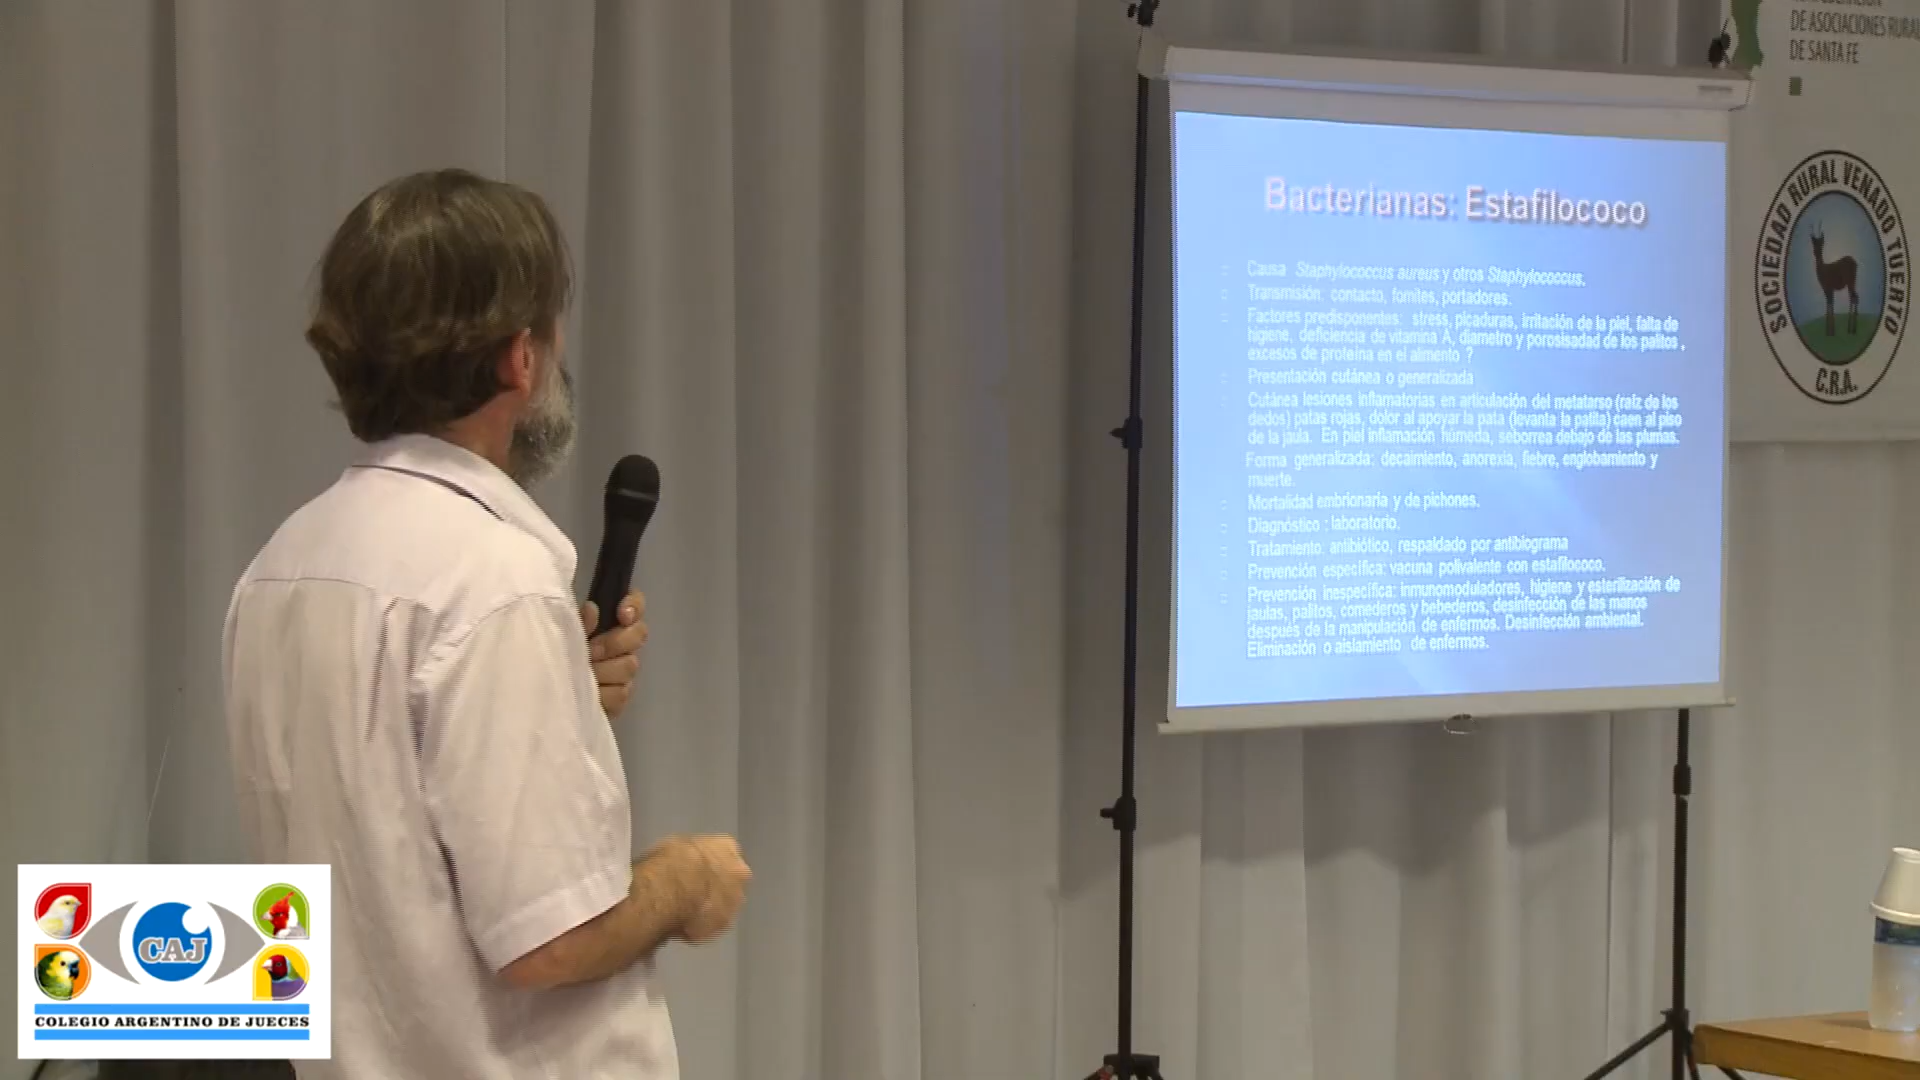 DE ASOCIACIONES RURAL
DE SANTA FE
SOCIEDAD RURAL VENADO TUERTO
C.R.A.
Bacterianas: Estafilococo
Causa Staphylococcus aureus y otros Staphylococcus.
Transmisión: contacto, fomites, portadores.
Factores predisponentes: stress, picaduras, irritación de la piel, falta de
higiene, deficiencia de vitamina A, diametro y porosisadad de los palitos ,
excesos de proteína en el alimento ?
Presentación cutánea o generalizada
Cutánea lesiones inflamatorias en articulación del metatarso (raíz de los
dedos) patas rojas, dolor al apoyar la pata (levanta la patita) caen al piso
de la jaula. En piel inflamación húmeda, seborrea debajo de las plumas.
Forma generalizada: decaimiento, anorexia, fiebre, englobamiento y
muerte.
Mortalidad embrionaria y de pichones.
Diagnóstico : laboratorio.
Tratamiento: antibiótico, respaldado por antibiograma
Prevención específica: vacuna polivalente con estafilococo.
Prevención inespecífica: inmunomoduladores, higiene y esterilización de
jaulas, palitos, comederos y bebederos, desinfección de las manos
después de la manipulación de enfermos. Desinfección ambiental.
Eliminación o aislamiento de enfermos.
CAJ
COLEGIO ARGENTINO DE JUECES